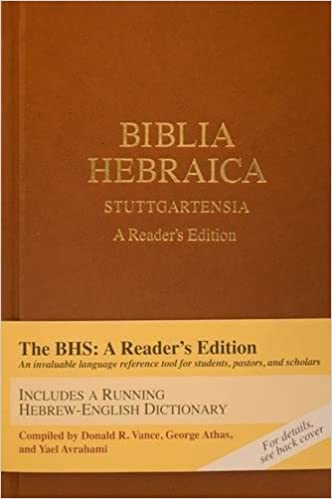 BIBLIA
HEBRAICA
STUTTGARTENSIA
A Reader's Edition
The BHS: A Reader's Edition
An invaluable language reference tool for students, pastors, and scholars
INCLUDES A RUNNING
HEBREW-ENGLISH DICTIONARY
Compiled by Donald R. Vance, George Athas,
and Yael Avrahami
For details,
see back cover